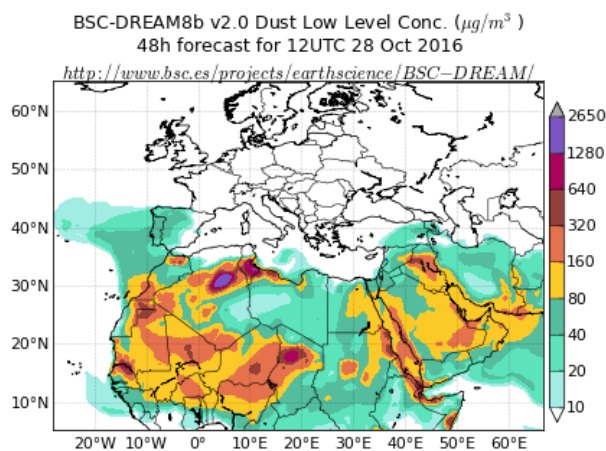 BSC-DREAM8b v2.0 Dust Low Level Conc. (μg/m³ )
48h forecast for 12UTC 28 Oct 2016
http://www.bsc.es/projects/earthscience/BSC−DREAM/
60°N
50°N
40°N
30°N
20°N
10°N
20°W 10°W 0° 10°E 20°E 30°E 40°E 50°E 60°E
2650
1280
640
320
160
80
40
20
10